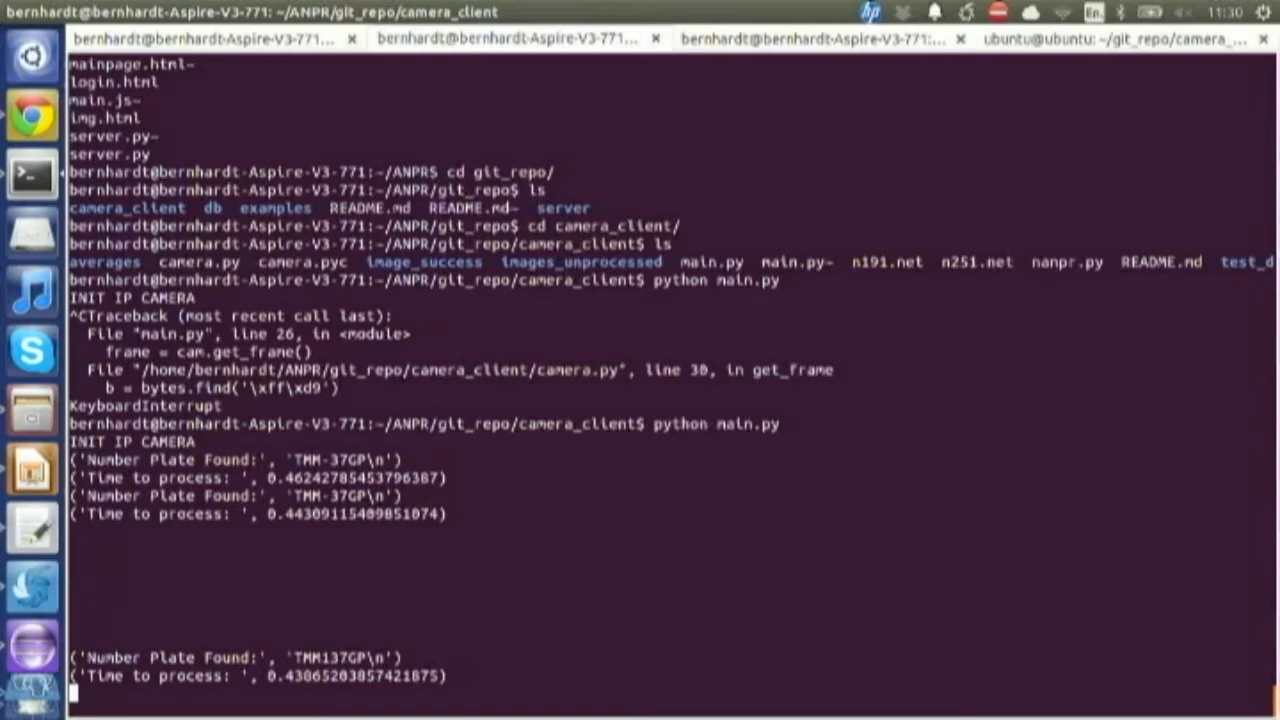 bernhardt@bernhardt-Aspire-V3-771: ~/ANPR/git_repo/camera_client
hp
En
11:30
bernhardt@bernhardt-Aspire-V3-771... × bernhardt@bernhardt-Aspire-V3-771... × bernhardt@bernhardt-Aspire-V3-771:... × ubuntu@ubuntu: ~/git_repo/camera_... ×
mainpage.html~
login.html
main.js~
img.html
server.py~
server.py
bernhardt@bernhardt-Aspire-V3-771:~/ANPR$ cd git_repo/
bernhardt@bernhardt-Aspire-V3-771:~/ANPR/git_repo$ ls
camera_client db examples README.md README.md~ server
bernhardt@bernhardt-Aspire-V3-771:~/ANPR/git_repo$ cd camera_client/
bernhardt@bernhardt-Aspire-V3-771:~/ANPR/git_repo/camera_client$ ls
averages camera.py camera.pyc image_success images_unprocessed main.py main.py~ n191.net n251.net nanpr.py README.md test_d
bernhardt@bernhardt-Aspire-V3-771:~/ANPR/git_repo/camera_client$ python main.py
INIT IP CAMERA
^CTraceback (most recent call last):
File "main.py", line 26, in <module>
frame = cam.get_frame()
File "/home/bernhardt/ANPR/git_repo/camera_client/camera.py", line 30, in get_frame
b = bytes.find('\xff\xd9')
KeyboardInterrupt
bernhardt@bernhardt-Aspire-V3-771:~/ANPR/git_repo/camera_client$ python main.py
INIT IP CAMERA
('Number Plate Found:', 'TMM-37GP\n')
('Time to process: ', 0.46242785453796387)
('Number Plate Found:', 'TMM-37GP\n')
('Time to process: ', 0.44309115409851074)
('Number Plate Found:', 'TMM137GP\n')
('Time to process: ', 0.43065203857421875)